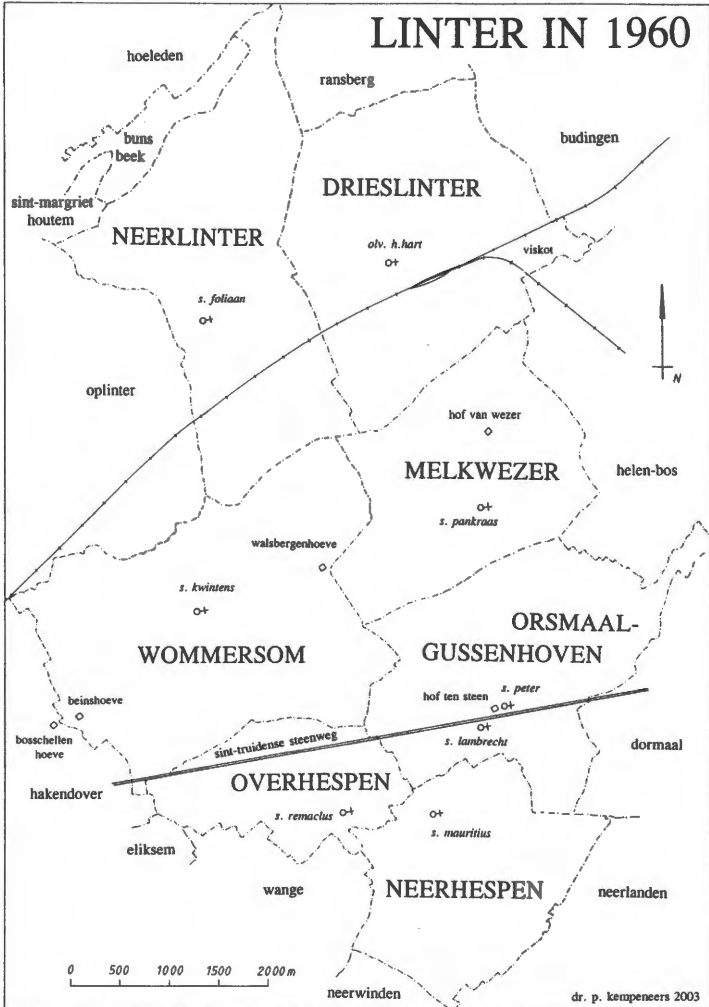 LINTER IN 1960
hoeleden
ransberg
buns
beek
budingen
DRIESLINTER
sint-margriet
houtem
NEERLINTER
olv. h.hart
viskot
s. foliaan
N
oplinter
hof van wezer
MELKWEZER
helen-bos
s. pankraas
walsbergenhoeve
s. kwintens
ORSMAAL-
GUSSENHOVEN
WOMMERSOM
s. peter
hof ten steen
beinshoeve
s. lambrecht
bosschellen
hoeve
sint-truidense steenweg
dormaal
OVERHESPEN
hakendover
s. remaclus
s. mauritius
eliksem
NEERHESPEN
wange
neerlanden
0 500 1000 2000 m
neerwinden
dr. p. kempeneers 2003